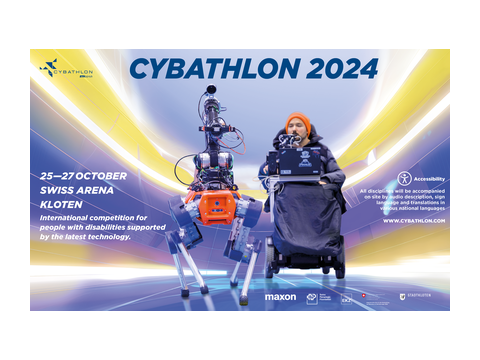 CYBATHLON
CYBATHLON 2024
25—27 OCTOBER
SWISS ARENA
KLOTEN
International competition for
people with disabilities supported
by the latest technology.
Accessibility
All disciplines will be accompanied
on site by audio description, sign
language and translations in
various national languages
WWW.CYBATHLON.COM
maxon